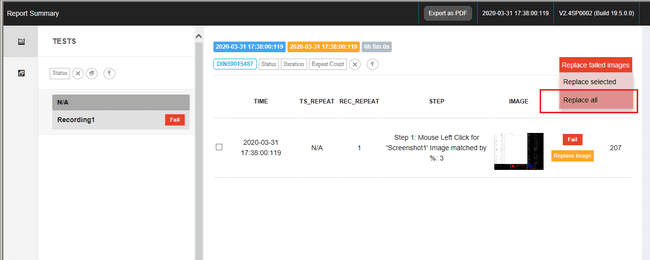 Report Summary
Export as PDF
2020-03-31 17:38:00:119
V2.4SP0002 (Build 19.5.0.0)
TESTS
Status
N/A
Recording1
Fail
2020-03-31 17:38:00:119
2020-03-31 17:38:00:119
0h 0m 0s
DIN59015487
Status
Iteration
Repeat Count
Replace failed images
Replace selected
Replace all
TIME
TS_REPEAT
REC_REPEAT
STEP
IMAGE
2020-03-31
17:38:00:119
N/A
1
Step 1: Mouse Left Click for
'Screenshot1' Image matched by
%: 3
Fail
Replace Image
207